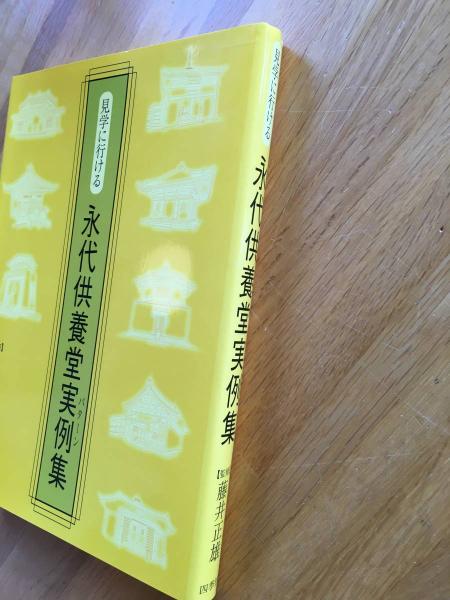 見学に行ける
永代供養堂実例集
パターン
見学に行ける
永代供養堂実例集
藤井正雄